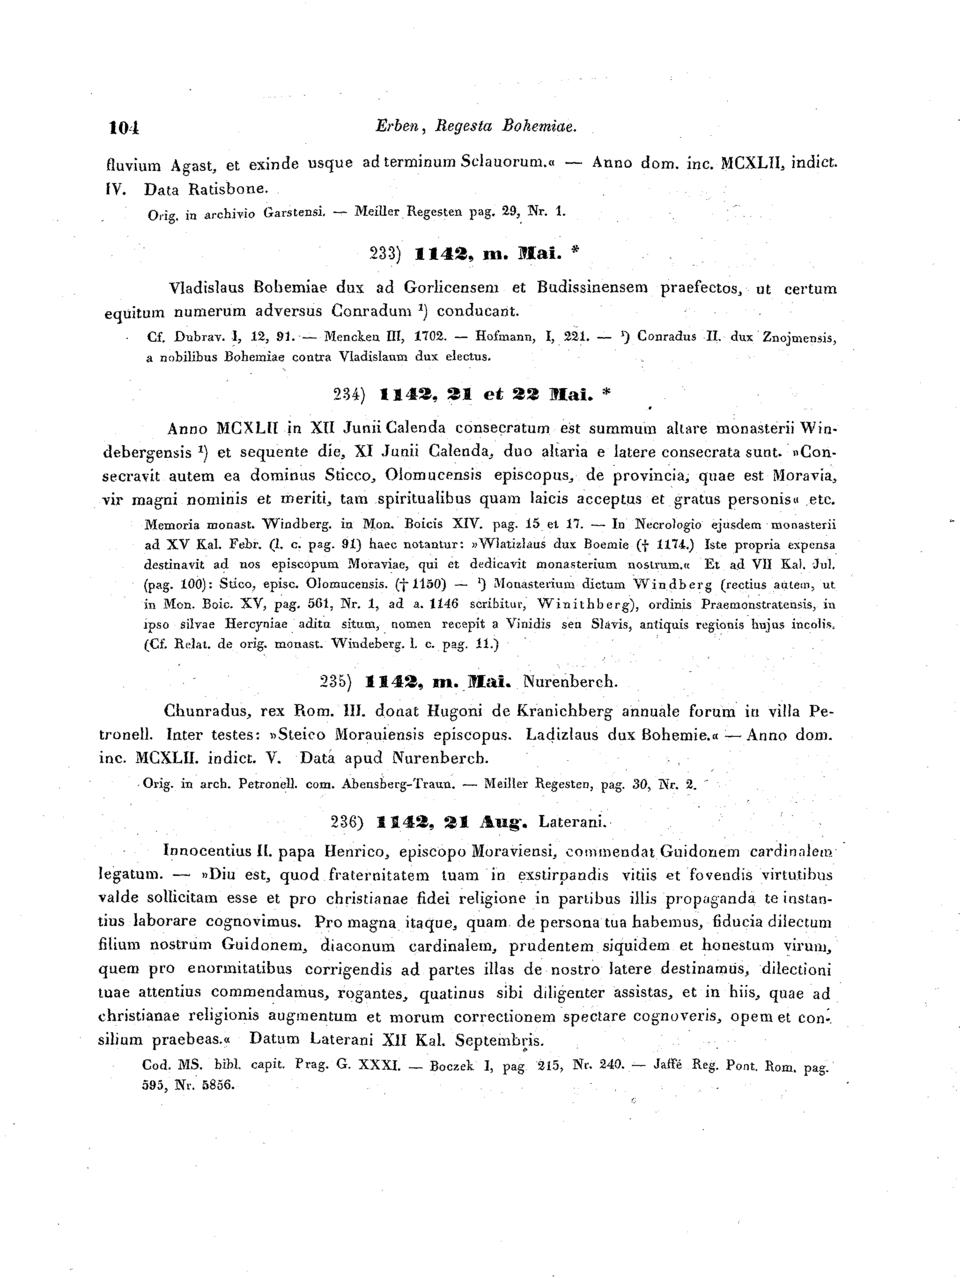 104 Erben, Regesta Bohemiae.
fluvium Agast, et exinde usque ad terminum Sclauorum.« — Anno dom. inc. MCXLII, indict.
IV. Data Ratisbone.
Orig. in archivio Garstensi. — Meiller Regesten pag. 29, Nr. 1.
233) 1142, m. Mai. *
Vladislaus Bohemiae dux ad Gorlicensem et Budissinensem praefectos, ut certum
equitum numerum adversus Conradum ¹) conducant.
Cf. Dubrav. I, 12, 91. — Mencken III, 1702. — Hofmann, I, 221. — ¹) Conradus II. dux Znojmensis,
a nobilibus Bohemiae contra Vladislaum dux electus.
234) 1142, 21 et 22 Mai. *
Anno MCXLII in XII Junii Calenda consecratum est summum altare monasterii Win-
debergensis ¹) et sequente die, XI Junii Calenda, duo altaria e latere consecrata sunt. »Con-
secravit autem ea dominus Sticco, Olomucensis episcopus, de provincia, quae est Moravia,
vir magni nominis et meriti, tam spiritualibus quam laicis acceptus et gratus personis« etc.
Memoria monast. Windberg. in Mon. Boicis XIV. pag. 15 et 17. — In Necrologio ejusdem monasterii
ad XV Kal. Febr. (l. c. pag. 91) haec notantur: »Wlatizlaus dux Boemie († 1174.) Iste propria expensa
destinavit ad nos episcopum Moraviae, qui et dedicavit monasterium nostrum.« Et ad VII Kal. Jul.
(pag. 100): Stico, episc. Olomucensis. († 1150) — ¹) Monasterium dictum Windberg (rectius autem, ut
in Mon. Boic. XV, pag. 561, Nr. 1, ad a. 1146 scribitur, Winithberg), ordinis Praemonstratensis, in
ipso silvae Hercyniae aditu situm, nomen recepit a Vinidis seu Slavis, antiquis regionis hujus incolis.
(Cf. Relat. de orig. monast. Windeberg. l. c. pag. 11.)
235) 1142, m. Mai. Nurenberch.
Chunradus, rex Rom. III. donat Hugoni de Kranichberg annuale forum in villa Pe-
tronell. Inter testes: »Steico Morauiensis episcopus. Ladizlaus dux Bohemie.« — Anno dom.
inc. MCXLII. indict. V. Data apud Nurenberch.
Orig. in arch. Petronell. com. Abensberg-Traun. — Meiller Regesten, pag. 30, Nr. 2.
236) 1142, 21 Aug. Laterani.
Innocentius II. papa Henrico, episcopo Moraviensi, commendat Guidonem cardinalem
legatum. — »Diu est, quod fraternitatem tuam in exstirpandis vitiis et fovendis virtutibus
valde sollicitam esse et pro christianae fidei religione in partibus illis propaganda te instan-
tius laborare cognovimus. Pro magna itaque, quam de persona tua habemus, fiducia dilectum
filium nostrum Guidonem, diaconum cardinalem, prudentem siquidem et honestum virum,
quem pro enormitatibus corrigendis ad partes illas de nostro latere destinamus, dilectioni
tuae attentius commendamus, rogantes, quatinus sibi diligenter assistas, et in hiis, quae ad
christianae religionis augmentum et morum correctionem spectare cognoveris, opem et con-
silium praebeas.« Datum Laterani XII Kal. Septembris.
Cod. MS. bibl. capit. Prag. G. XXXI. — Boczek I, pag 215, Nr. 240. — Jaffé Reg. Pont. Rom. pag.
595, Nr. 5856.